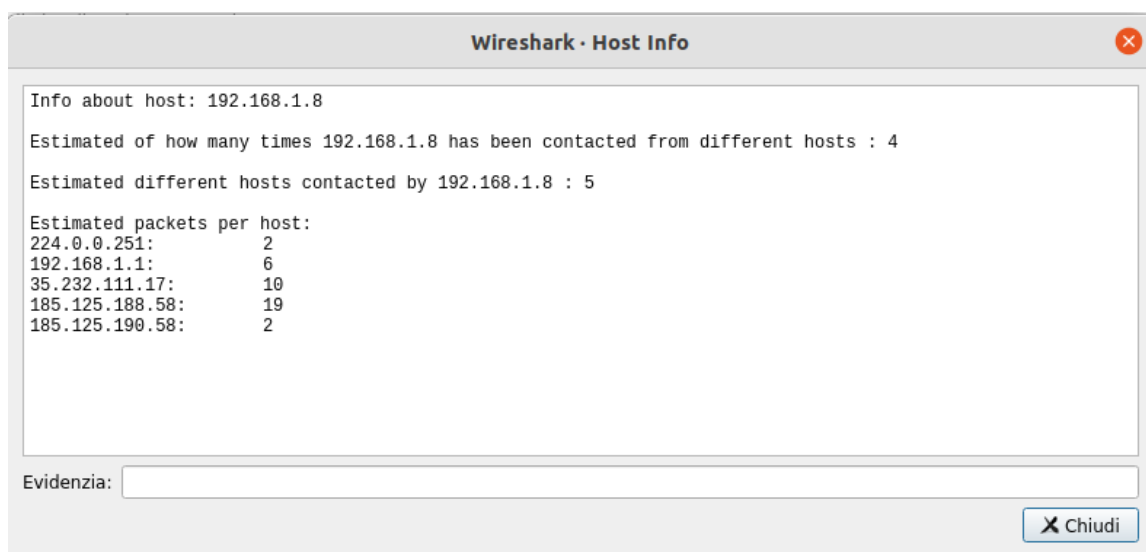 Wireshark · Host Info
Info about host: 192.168.1.8
Estimated of how many times 192.168.1.8 has been contacted from different hosts : 4
Estimated different hosts contacted by 192.168.1.8 : 5
Estimated packets per host:
224.0.0.251: 2
192.168.1.1: 6
35.232.111.17: 10
185.125.188.58: 19
185.125.190.58: 2
Evidenzia:
Chiudi